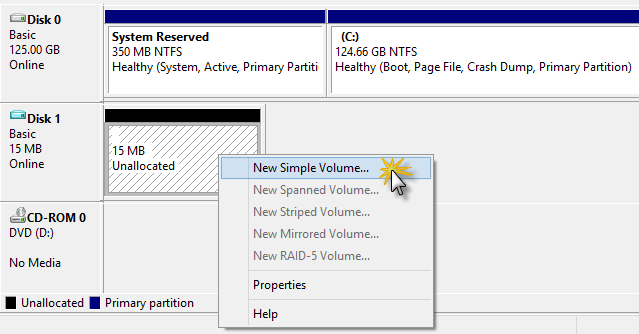 Disk 0
Basic
125.00 GB
Online
System Reserved
350 MB NTFS
Healthy (System, Active, Primary Partiti
(C:)
124.66 GB NTFS
Healthy (Boot, Page File, Crash Dump, Primary Partition)
Disk 1
Basic
15 MB
Online
15 MB
Unallocated
New Simple Volume...
New Spanned Volume...
New Striped Volume...
New Mirrored Volume...
New RAID-5 Volume...
Properties
Help
CD-ROM 0
DVD (D:)
No Media
Unallocated
Primary partition